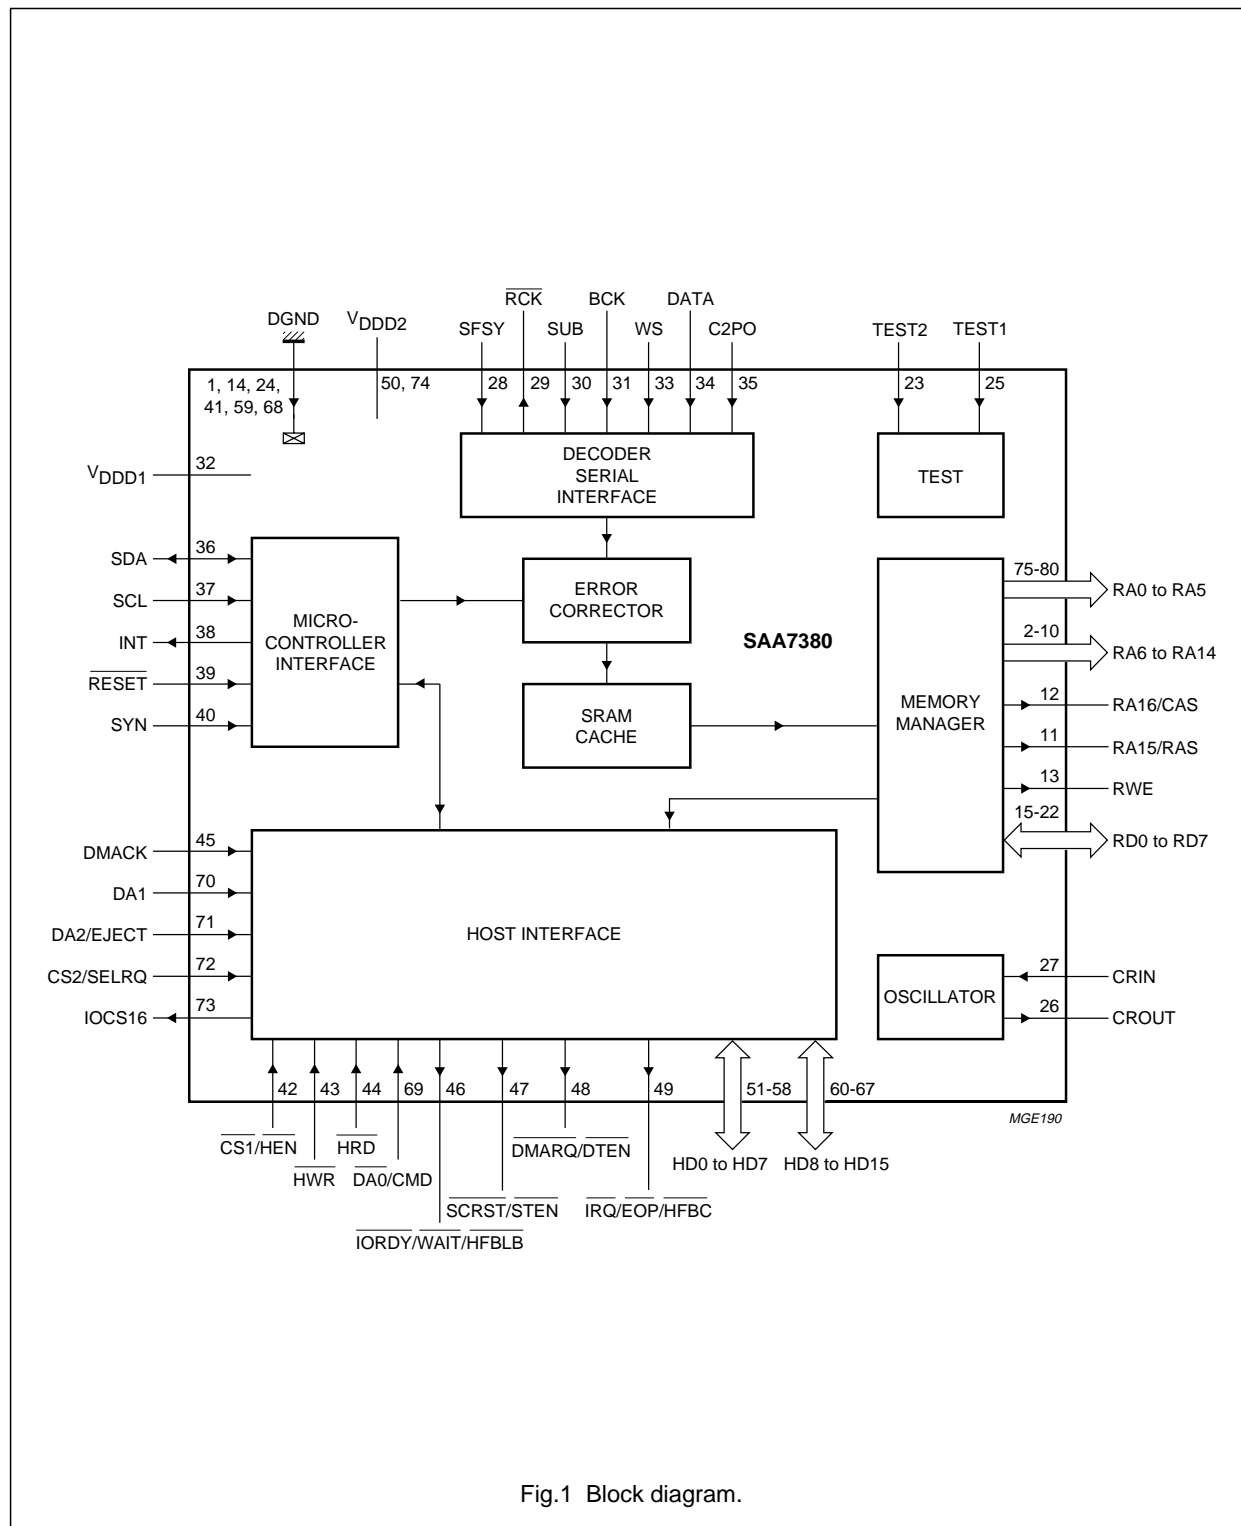 RCK BCK DATA
DGND VDDD2 SFSY SUB WS C2PO TEST2 TEST1
1, 14, 24,
41, 59, 68
50, 74
28 29 30 31 33 34 35
23 25
DECODER
SERIAL
INTERFACE
TEST
VDDD1 32
SDA 36
SCL 37
INT 38
RESET 39
SYN 40
MICRO-
CONTROLLER
INTERFACE
ERROR
CORRECTOR
SAA7380
SRAM
CACHE
MEMORY
MANAGER
75-80 RA0 to RA5
2-10 RA6 to RA14
12 RA16/CAS
11 RA15/RAS
13 RWE
15-22 RD0 to RD7
DMACK 45
DA1 70
DA2/EJECT 71
CS2/SELRQ 72
IOCS16 73
HOST INTERFACE
OSCILLATOR
27 CRIN
26 CROUT
42 43 44 69 46 47 48 49 51-58 60-67
MGE190
CS1/HEN HRD DMARQ/DTEN HD0 to HD7 HD8 to HD15
HWR DA0/CMD
SCRST/STEN IRQ/EOP/HFBC
IORDY/WAIT/HFBLB
Fig.1 Block diagram.